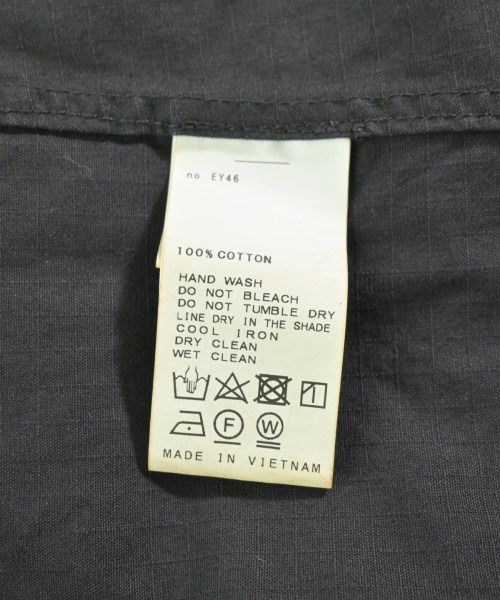 no. EY46
100% COTTON
HAND WASH
DO NOT BLEACH
DO NOT TUMBLE DRY
LINE DRY IN THE SHADE
COOL IRON
DRY CLEAN
WET CLEAN
F W
MADE IN VIETNAM